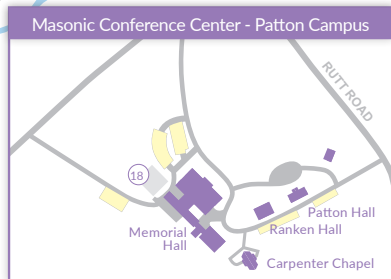 Masonic Conference Center - Patton Campus
RUTT ROAD
18
Patton Hall
Ranken Hall
Memorial
Hall
Carpenter Chapel